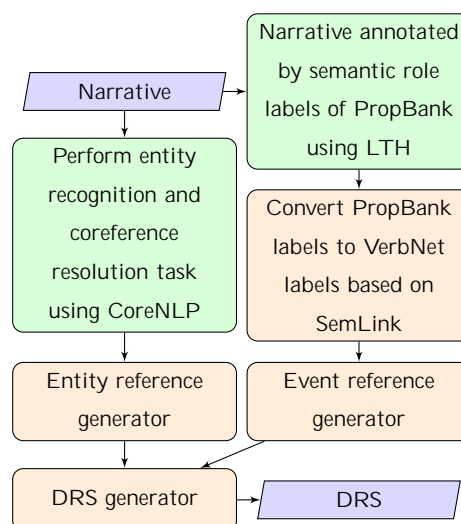 Narrative
Narrative annotated
by semantic role
labels of PropBank
using LTH
Perform entity
recognition and
coreference
resolution task
using CoreNLP
Convert PropBank
labels to VerbNet
labels based on
SemLink
Entity reference
generator
Event reference
generator
DRS generator
DRS